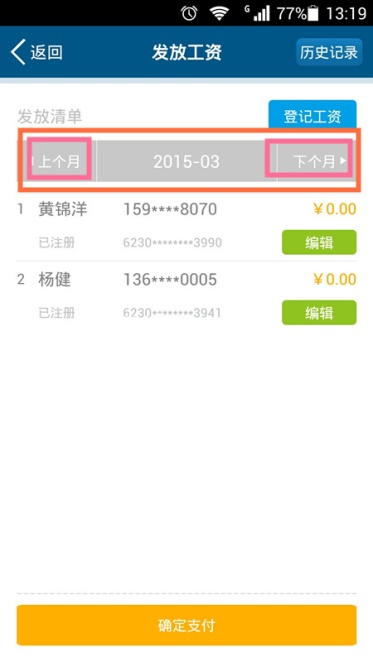 G 77% 13:19
返回 发放工资 历史记录
发放清单 登记工资
上个月 2015-03 下个月
1 黄锦洋 159****8070 ￥0.00
已注册 6230********3990 编辑
2 杨健 136****0005 ￥0.00
已注册 6230********3941 编辑
确定支付